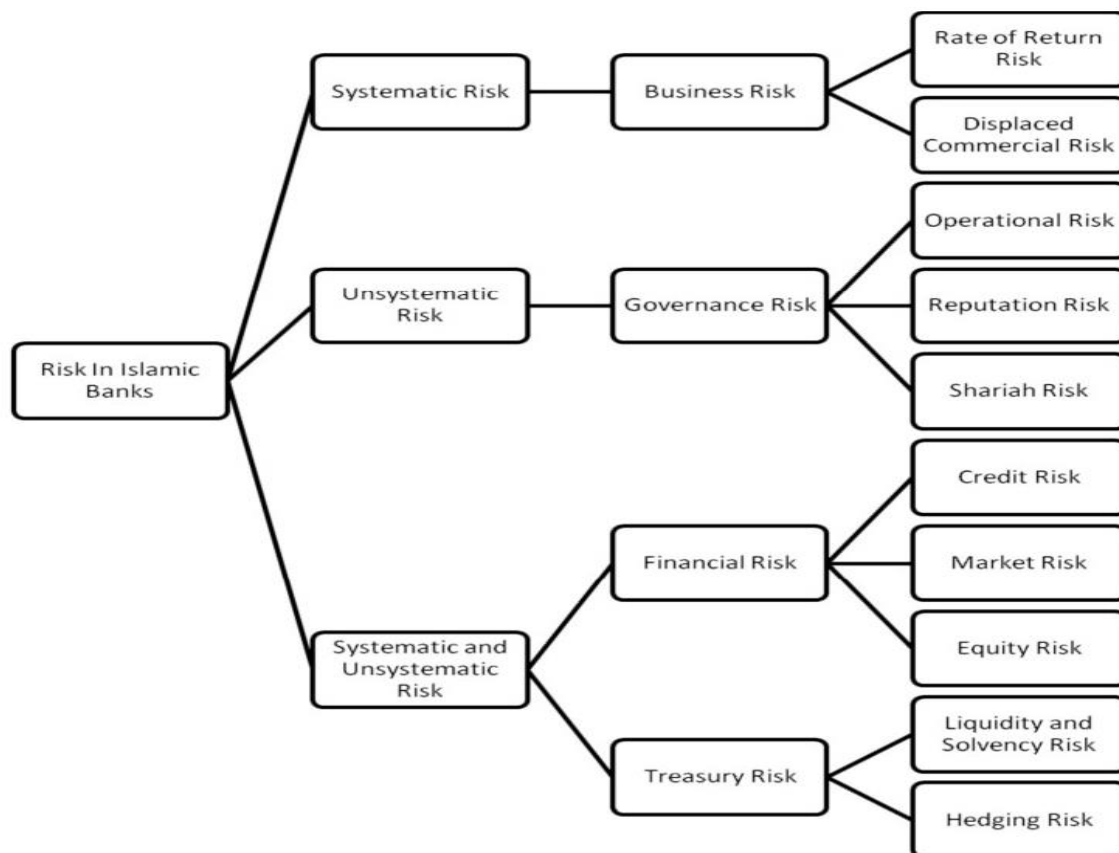 Rate of Return
Risk
Systematic Risk
Business Risk
Displaced
Commercial Risk
Operational Risk
Unsystematic
Risk
Governance Risk
Reputation Risk
Risk In Islamic
Banks
Shariah Risk
Credit Risk
Financial Risk
Market Risk
Systematic and
Unsystematic
Risk
Equity Risk
Liquidity and
Solvency Risk
Treasury Risk
Hedging Risk